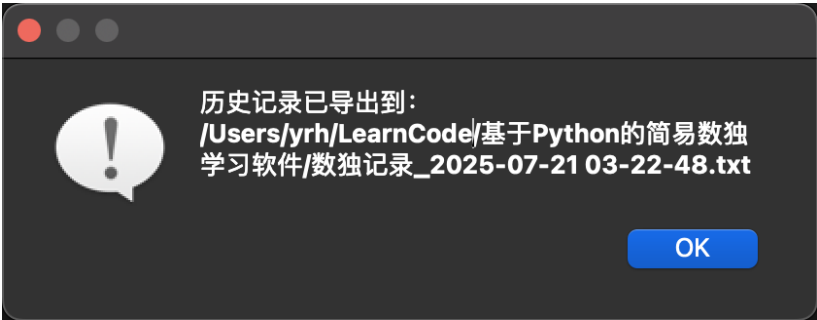 历史记录已导出到：
/Users/yrh/LearnCode/基于Python的简易数独
学习软件/数独记录_2025-07-21 03-22-48.txt
OK